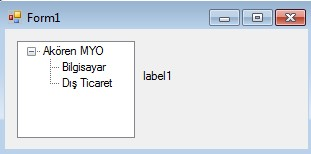 Form1
Akören MYO
Bilgisayar
Dış Ticaret
label1